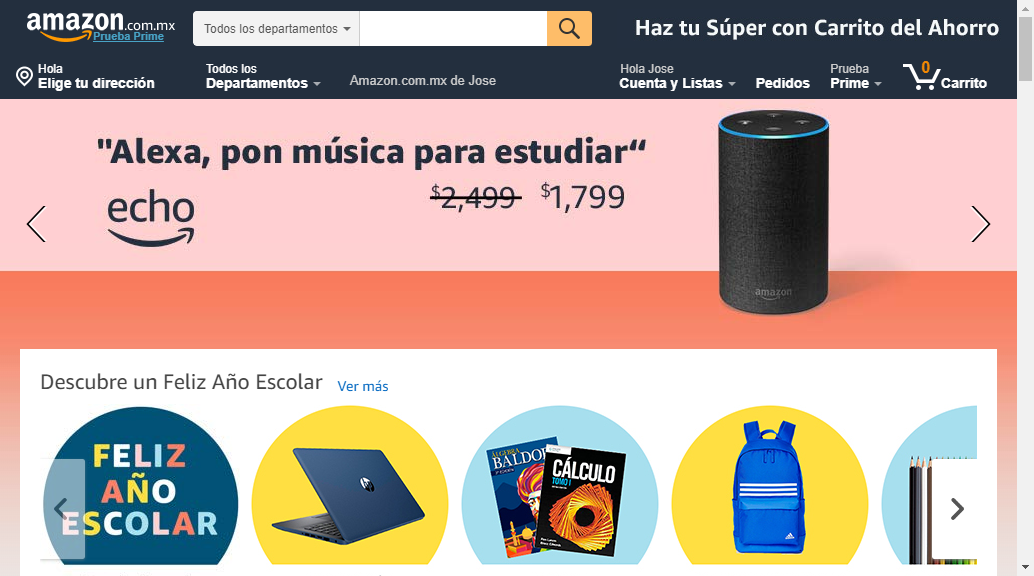 amazon.com.mx
Prueba Prime
Todos los departamentos
Haz tu Súper con Carrito del Ahorro
Hola
Elige tu dirección
Todos los
Departamentos
Amazon.com.mx de Jose
Hola Jose
Cuenta y Listas
Pedidos
Prueba
Prime
0
Carrito
"Alexa, pon música para estudiar“
echo
$2,499 $1,799
amazon
Descubre un Feliz Año Escolar Ver más
FELIZ
AÑO
ESCOLAR
hp
ÁLGEBRA
BALDOR
CÁLCULO
TOMO I
adidas